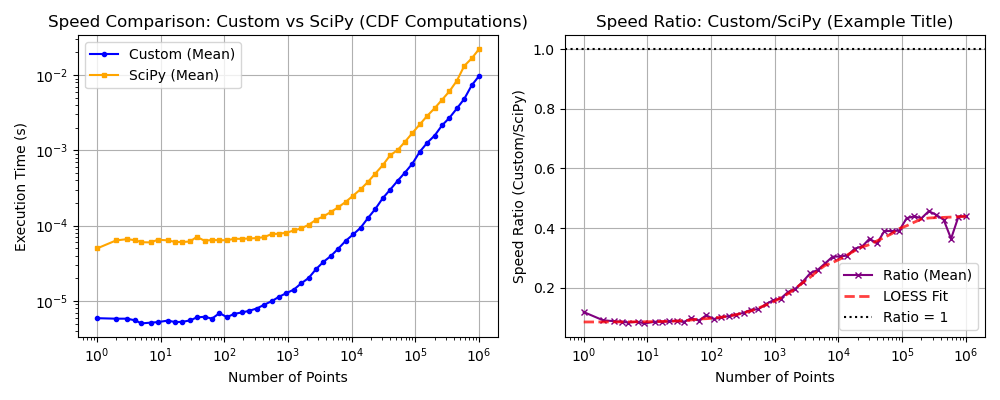 Speed Comparison: Custom vs SciPy (CDF Computations)
Execution Time (s)
10⁻²
10⁻³
10⁻⁴
10⁻⁵
Custom (Mean)
SciPy (Mean)
10⁰ 10¹ 10² 10³ 10⁴ 10⁵ 10⁶
Number of Points
Speed Ratio: Custom/SciPy (Example Title)
Speed Ratio (Custom/SciPy)
1.0
0.8
0.6
0.4
0.2
Ratio (Mean)
LOESS Fit
Ratio = 1
10⁰ 10¹ 10² 10³ 10⁴ 10⁵ 10⁶
Number of Points